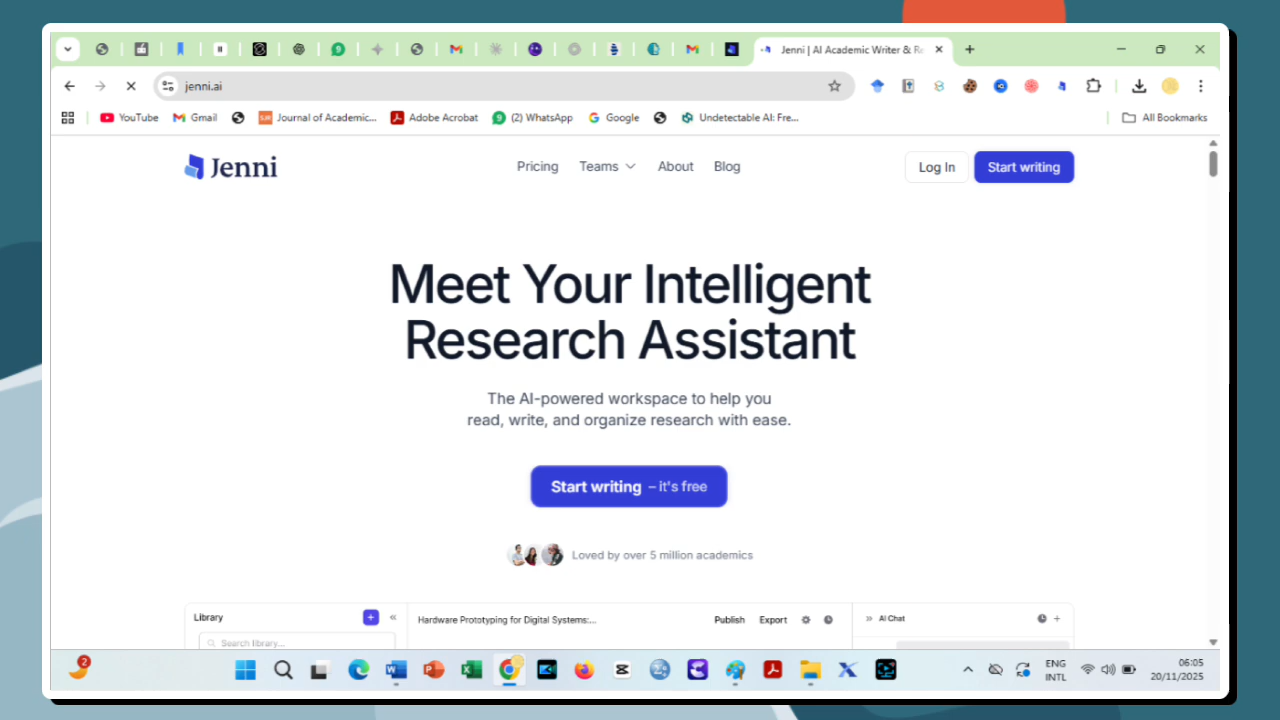 Jenni | AI Academic Writer & Re
jenni.ai
YouTube
Gmail
Journal of Academic...
Adobe Acrobat
(2) WhatsApp
Google
Undetectable AI: Fre...
All Bookmarks
Jenni
Pricing
Teams
About
Blog
Log In
Start writing
Meet Your Intelligent
Research Assistant
The AI-powered workspace to help you
read, write, and organize research with ease.
Start writing – it's free
Loved by over 5 million academics
Library
Search library...
Hardware Prototyping for Digital Systems:...
Publish
Export
AI Chat
2
ENG
INTL
06:05
20/11/2025